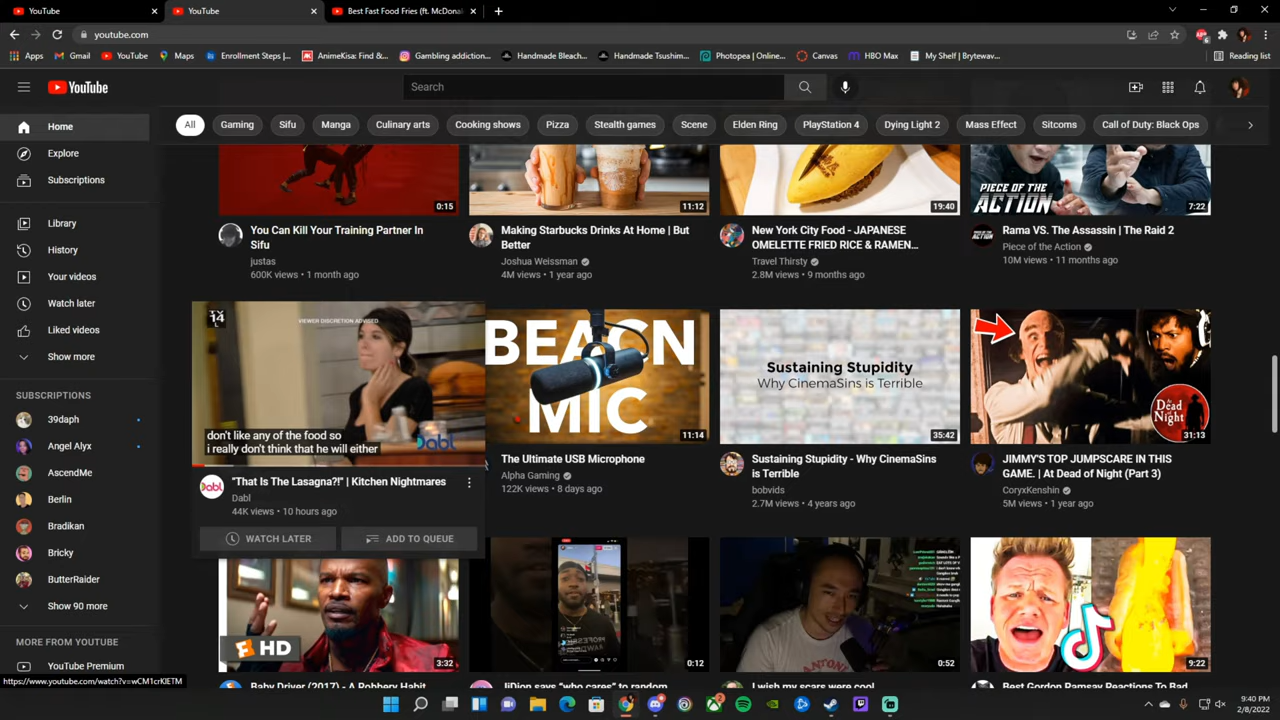 YouTube
YouTube
Best Fast Food Fries (ft. McDonal
youtube.com
Apps
Gmail
YouTube
Maps
Enrollment Steps |...
AnimeKisa: Find &...
Gambling addiction...
Handmade Bleach...
Handmade Tsushim...
Photopea | Online...
Canvas
HBO Max
My Shelf | Brytewav...
Reading list
YouTube
Search
All
Gaming
Sifu
Manga
Culinary arts
Cooking shows
Pizza
Stealth games
Scene
Elden Ring
PlayStation 4
Dying Light 2
Mass Effect
Sitcoms
Call of Duty: Black Ops
Home
Explore
Subscriptions
Library
History
Your videos
Watch later
Liked videos
Show more
SUBSCRIPTIONS
39daph
Angel Alyx
AscendMe
Berlin
Bradikan
Bricky
ButterRaider
Show 90 more
MORE FROM YOUTUBE
YouTube Premium
https://www.youtube.com/watch?v=wCM1crKlETM
0:15
You Can Kill Your Training Partner In
Sifu
justas
600K views • 1 month ago
11:12
Making Starbucks Drinks At Home | But
Better
Joshua Weissman
4M views • 1 year ago
19:40
New York City Food - JAPANESE
OMELETTE FRIED RICE & RAMEN...
Travel Thirsty
2.8M views • 9 months ago
PIECE OF THE
ACTION
7:22
Rama VS. The Assassin | The Raid 2
Piece of the Action
10M views • 11 months ago
14
VIEWER DISCRETION ADVISED
don't like any of the food so
i really don't think that he will either
Dabl
"That Is The Lasagna?!" | Kitchen Nightmares
Dabl
44K views • 10 hours ago
WATCH LATER
ADD TO QUEUE
BEACN
MIC
11:14
The Ultimate USB Microphone
Alpha Gaming
122K views • 8 days ago
Sustaining Stupidity
Why CinemaSins is Terrible
35:42
Sustaining Stupidity - Why CinemaSins
is Terrible
bobvids
2.7M views • 4 years ago
At Dead of
Night
31:13
JIMMY'S TOP JUMPSCARE IN THIS
GAME. | At Dead of Night (Part 3)
CoryxKenshin
5M views • 1 year ago
HD
3:32
Baby Driver (2017) - A Robbery Habit
0:12
JiDion says "who cares" to random
0:52
I wish my scars were cool
9:22
Best Gordon Ramsay Reactions To Bad
9:40 PM
2/8/2022